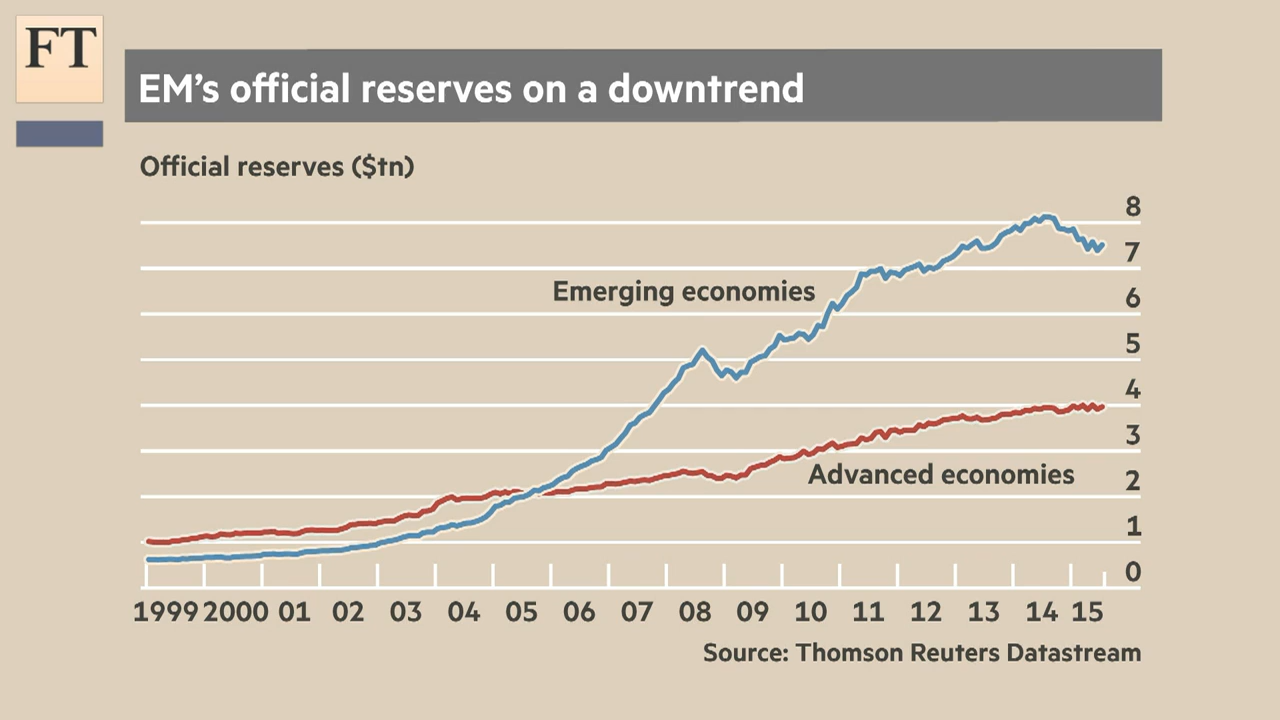 FT
EM’s official reserves on a downtrend
Official reserves ($tn)
8
7
6
5
4
3
2
1
0
Emerging economies
Advanced economies
1999 2000 01 02 03 04 05 06 07 08 09 10 11 12 13 14 15
Source: Thomson Reuters Datastream